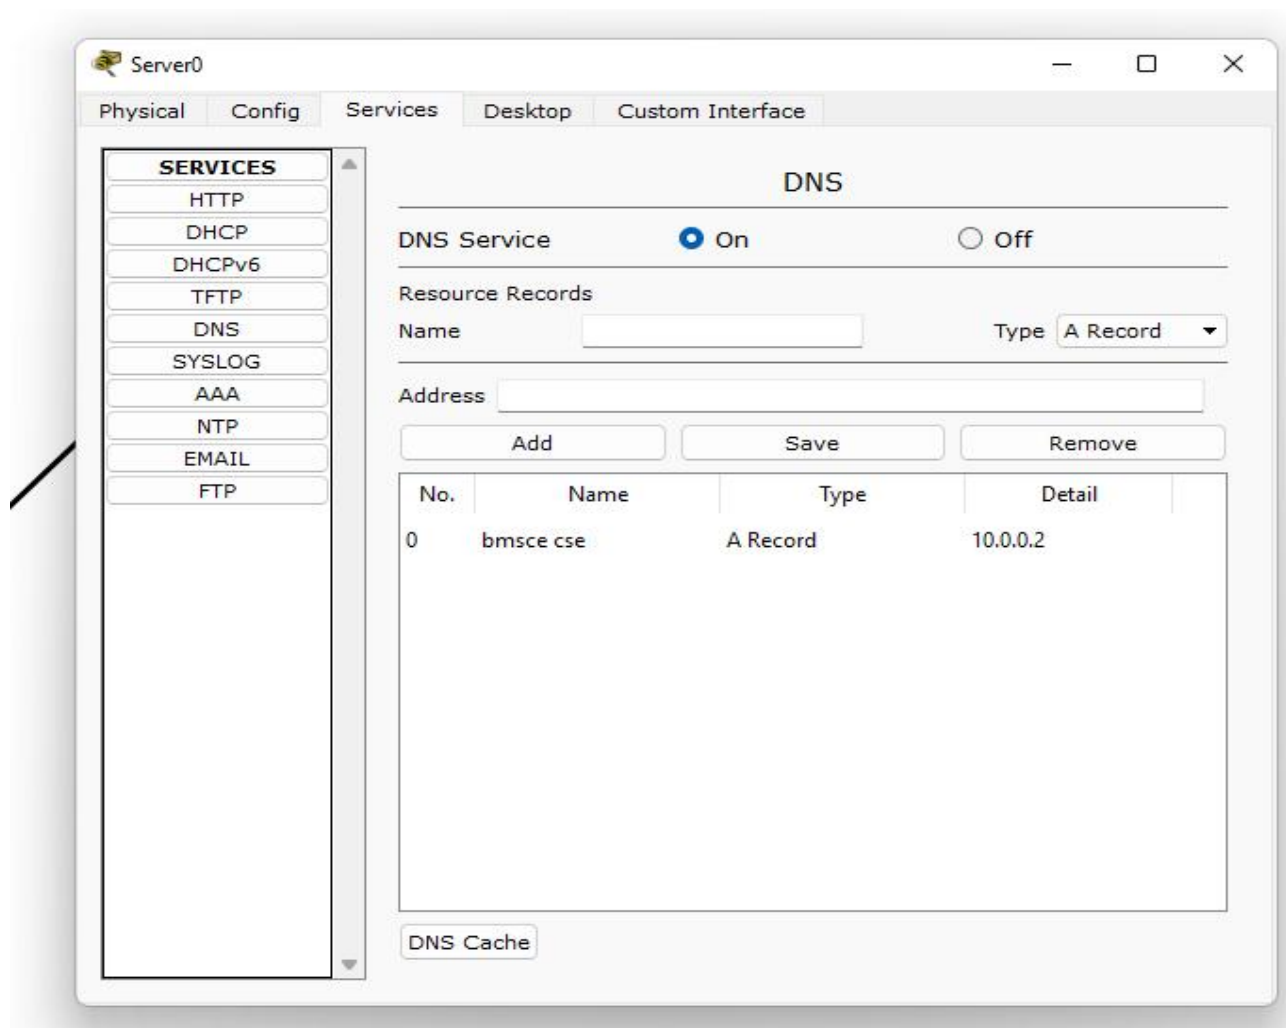 Server0
Physical Config Services Desktop Custom Interface
SERVICES
HTTP
DHCP
DHCPv6
TFTP
DNS
SYSLOG
AAA
NTP
EMAIL
FTP
DNS
DNS Service On Off
Resource Records
Name Type A Record
Address
Add Save Remove
No. Name Type Detail
0 bmsce cse A Record 10.0.0.2
DNS Cache